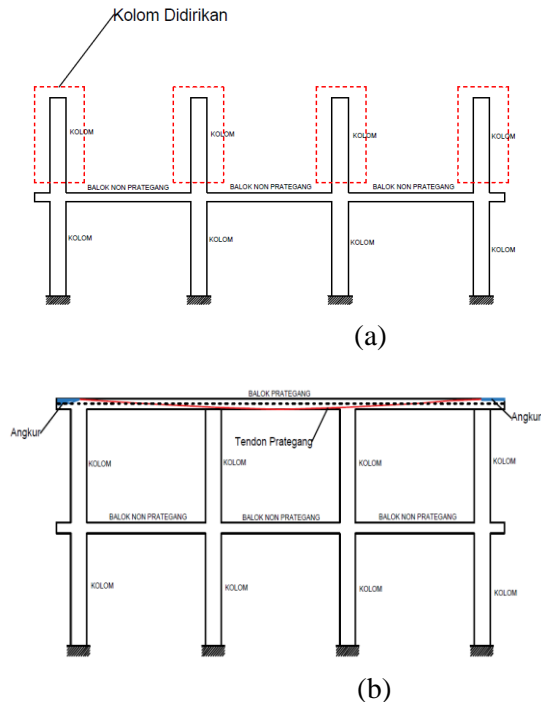 Kolom Didirikan
KOLOM KOLOM KOLOM KOLOM
BALOK NON PRATEGANG BALOK NON PRATEGANG BALOK NON PRATEGANG
KOLOM KOLOM KOLOM KOLOM
(a)
BALOK PRATEGANG
Angkur Angkur
Tendon Prategang
KOLOM KOLOM KOLOM KOLOM
BALOK NON PRATEGANG BALOK NON PRATEGANG BALOK NON PRATEGANG
KOLOM KOLOM KOLOM KOLOM
(b)